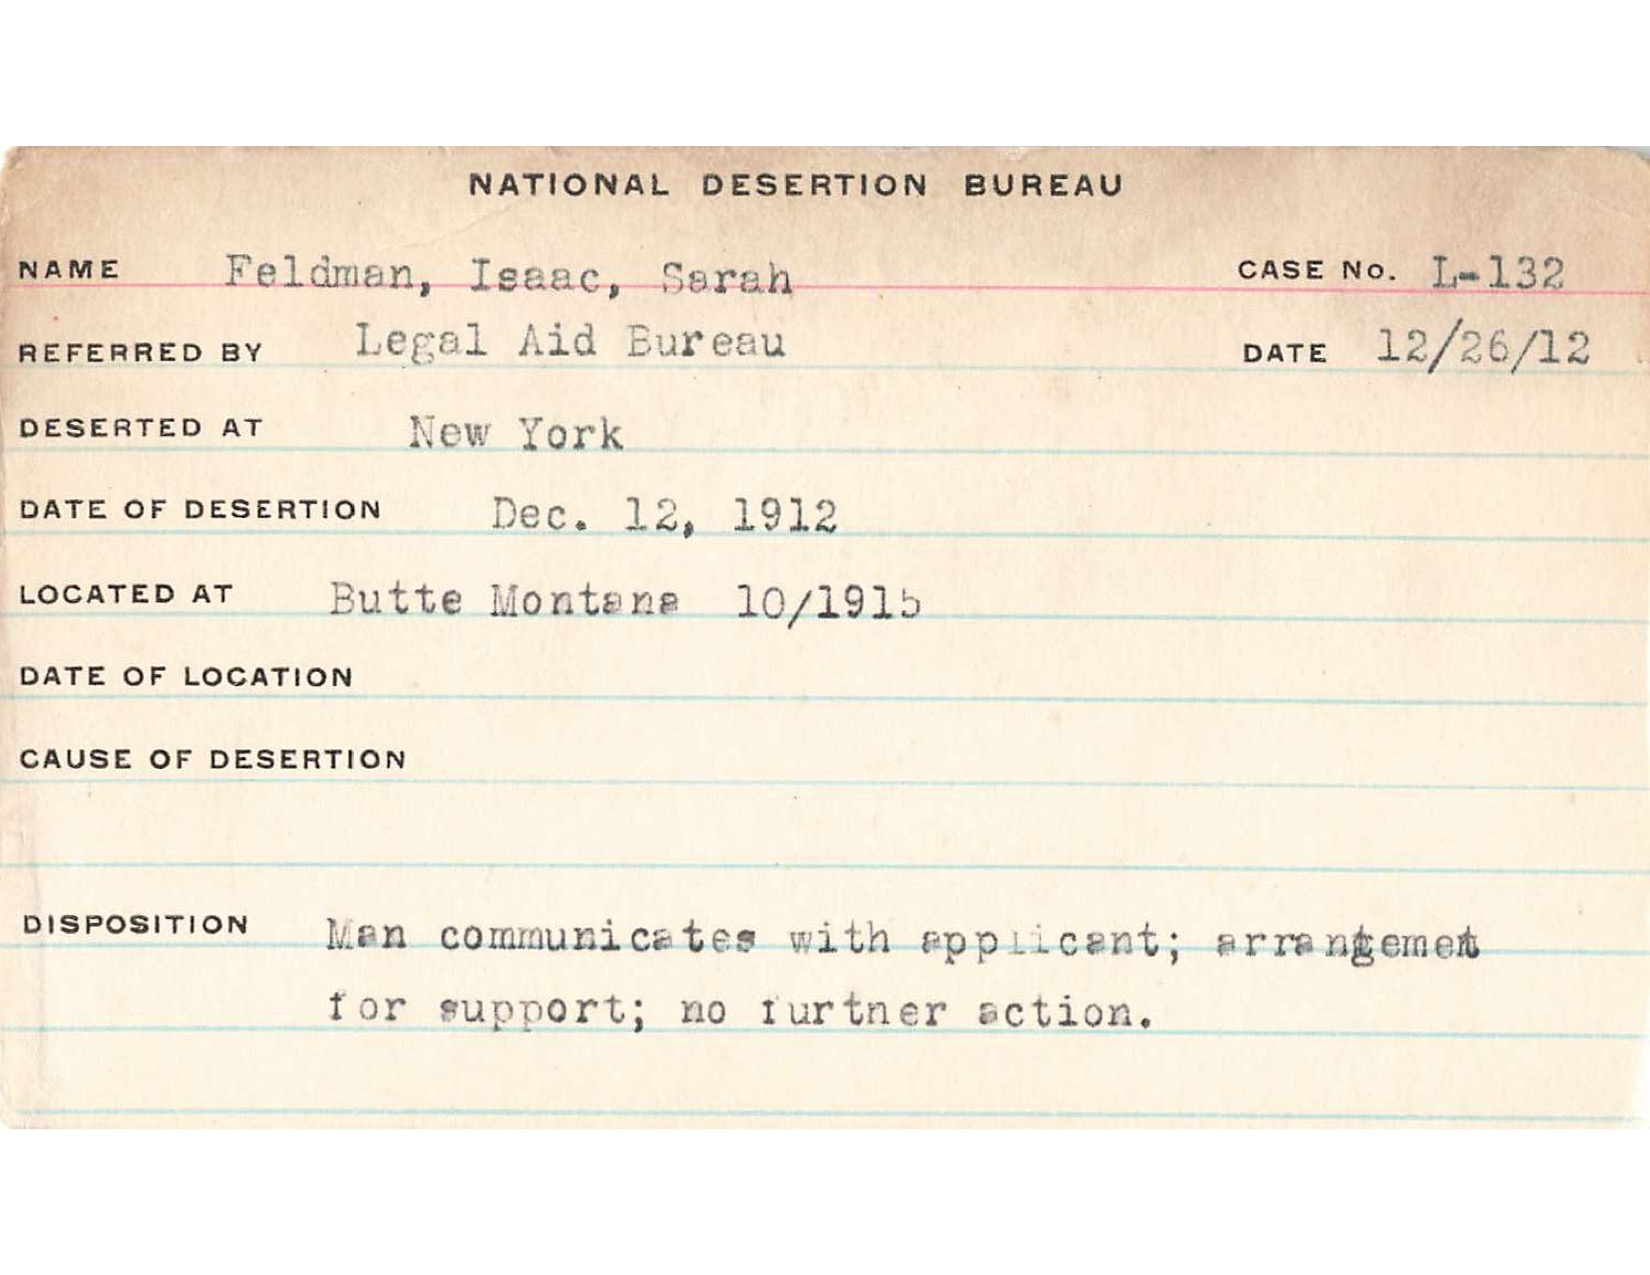 NATIONAL DESERTION BUREAU
NAME Feldman, Isaac, Sarah CASE No. L-132
REFERRED BY Legal Aid Bureau DATE 12/26/12
DESERTED AT New York
DATE OF DESERTION Dec. 12, 1912
LOCATED AT Butte Montana 10/1915
DATE OF LOCATION
CAUSE OF DESERTION
DISPOSITION Man communicates with applicant; arrangement
for support; no further action.